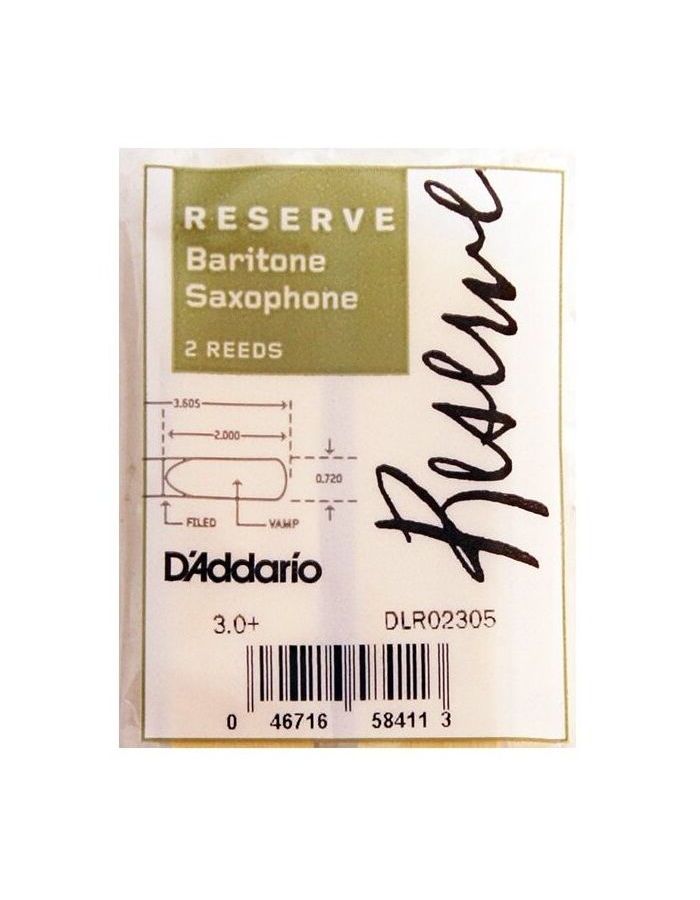 RESERVE
Baritone
Saxophone
2 REEDS
Reserve
3.605
2.000
0.720
FILED
VAMP
D'Addario
3.0+
DLR02305
0 46716 58411 3